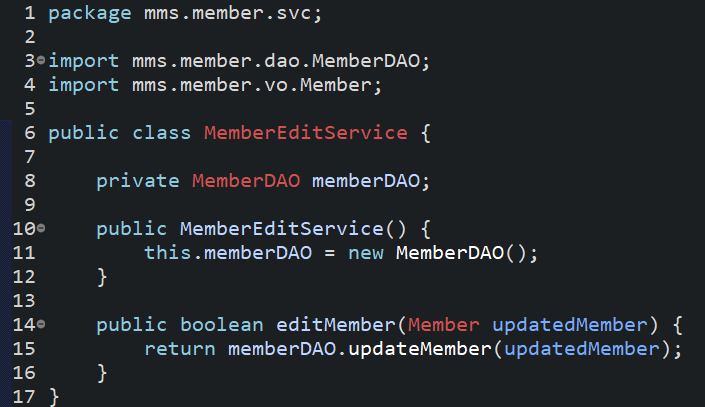 1 package mms.member.svc;
2
3 import mms.member.dao.MemberDAO;
4 import mms.member.vo.Member;
5
6 public class MemberEditService {
7
8     private MemberDAO memberDAO;
9
10     public MemberEditService() {
11         this.memberDAO = new MemberDAO();
12     }
13
14     public boolean editMember(Member updatedMember) {
15         return memberDAO.updateMember(updatedMember);
16     }
17 }